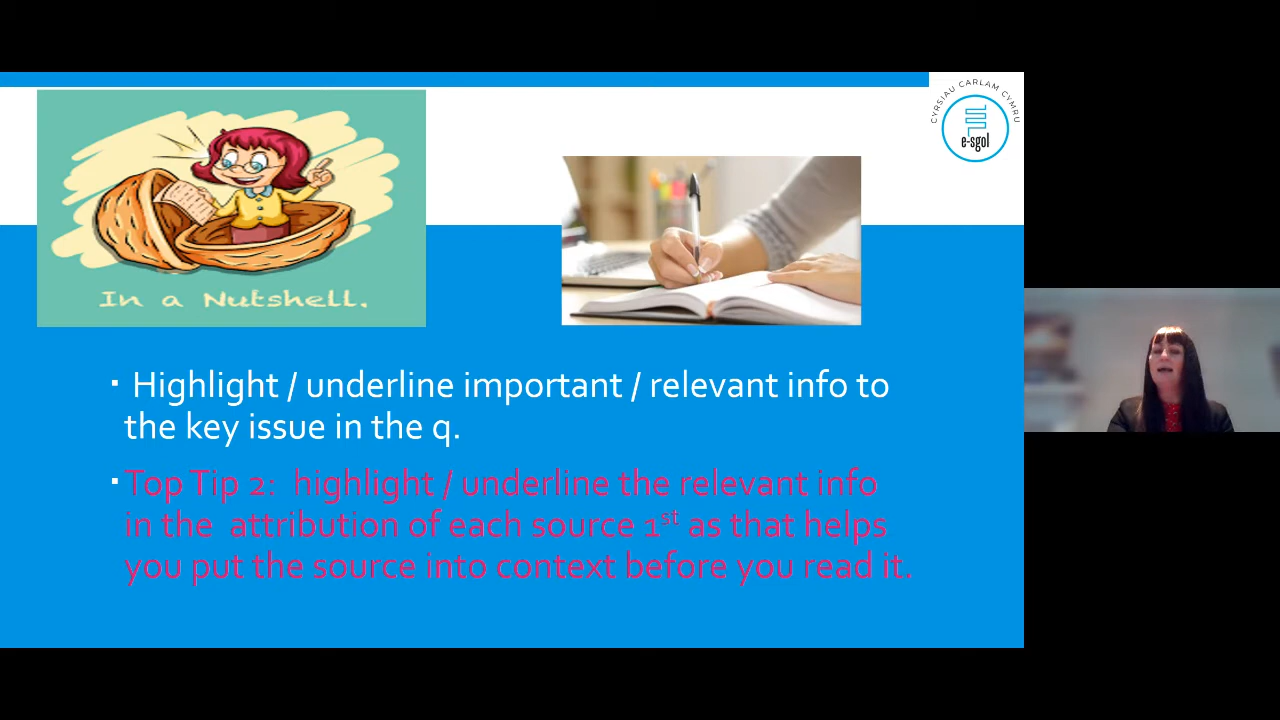 CYRSIAU CARLAM CYMRU
e-sgol
In a Nutshell.
Highlight / underline important / relevant info to
the key issue in the q.
Top Tip 2: highlight / underline the relevant info
in the attribution of each source 1st as that helps
you put the source into context before you read it.